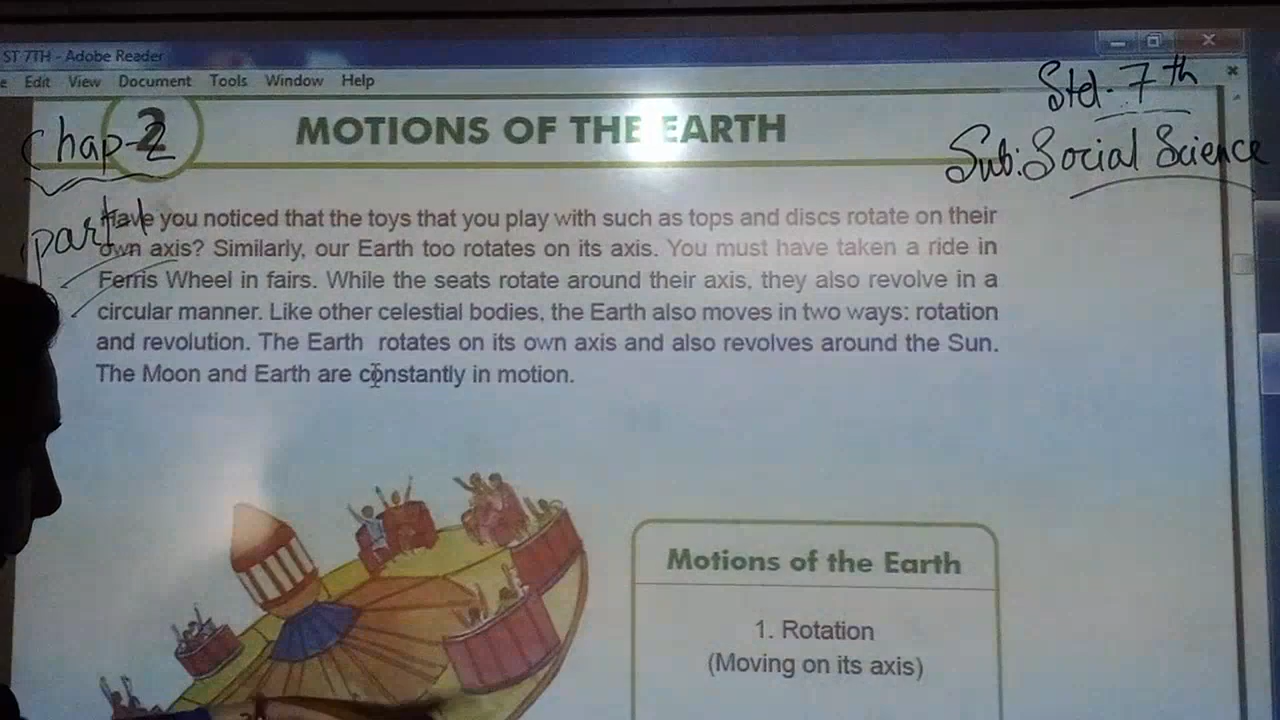 ST 7TH - Adobe Reader
e Edit View Document Tools Window Help
Std - 7th
2 MOTIONS OF THE EARTH
Chap-2
Sub: Social Science
part 1
Have you noticed that the toys that you play with such as tops and discs rotate on their
own axis? Similarly, our Earth too rotates on its axis. You must have taken a ride in
Ferris Wheel in fairs. While the seats rotate around their axis, they also revolve in a
circular manner. Like other celestial bodies, the Earth also moves in two ways: rotation
and revolution. The Earth rotates on its own axis and also revolves around the Sun.
The Moon and Earth are constantly in motion.
Motions of the Earth
1. Rotation
(Moving on its axis)